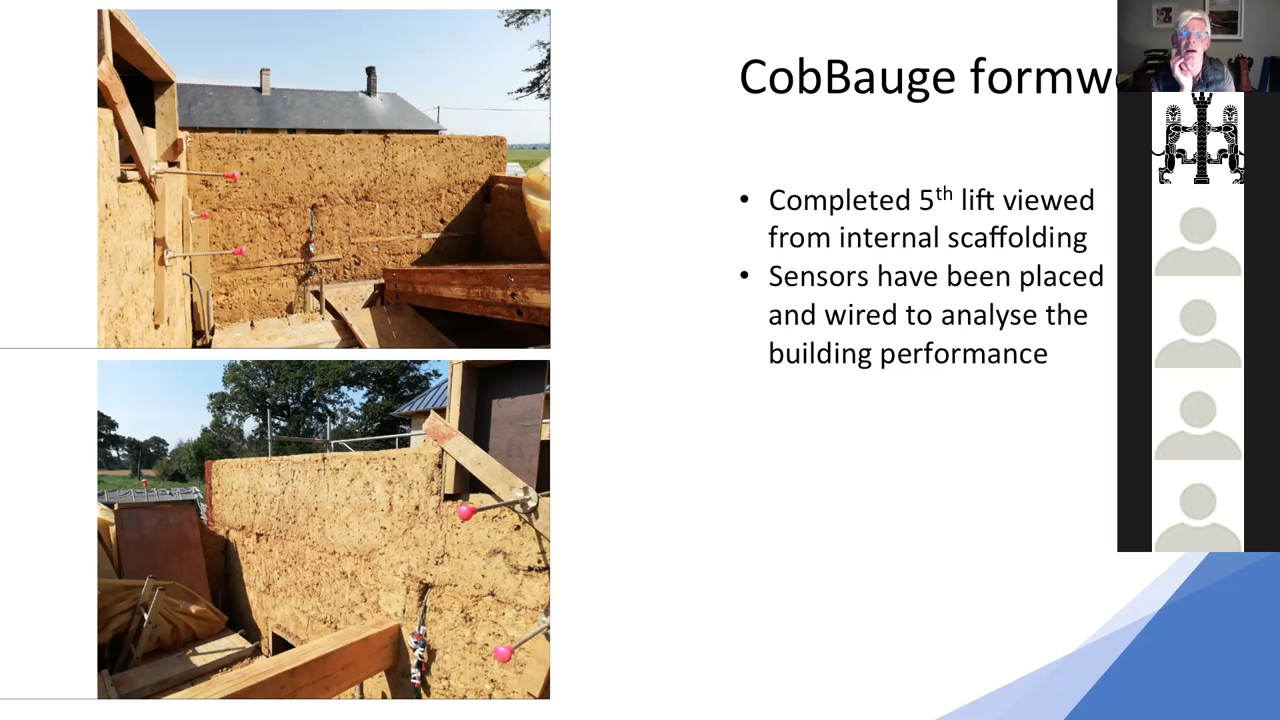 CobBauge formw
• Completed 5th lift viewed
from internal scaffolding
• Sensors have been placed
and wired to analyse the
building performance